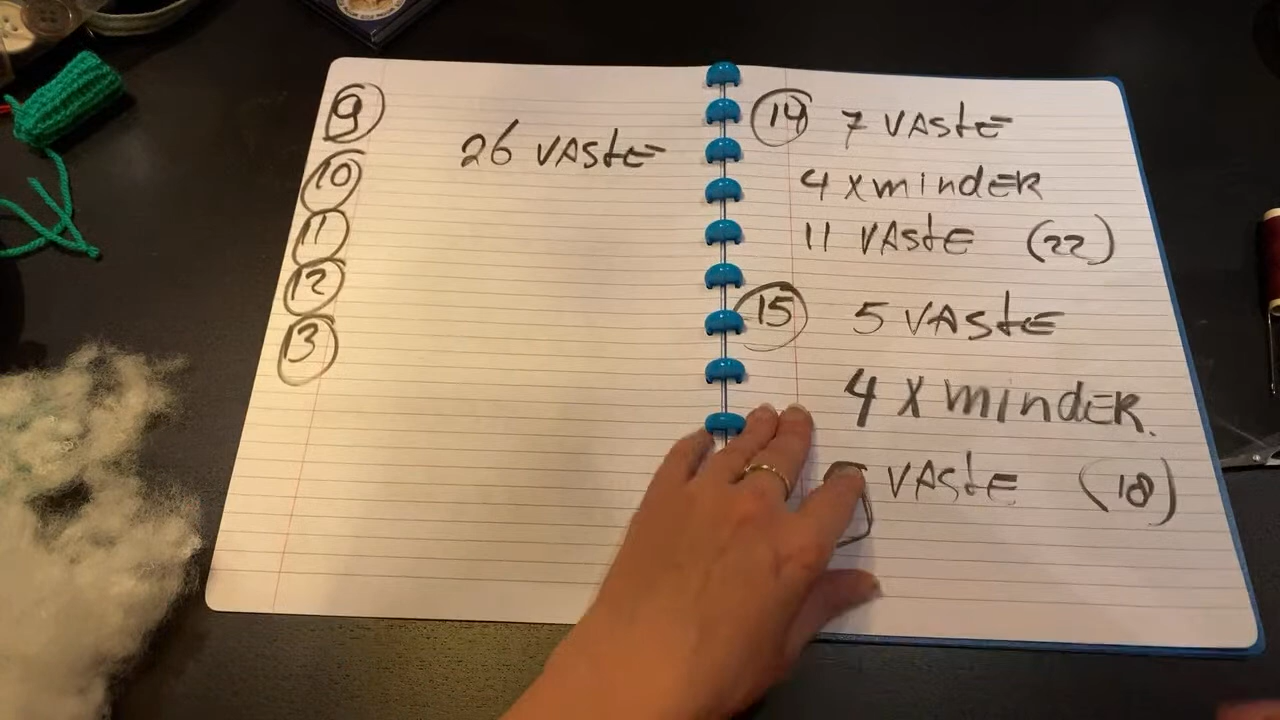 9
26 VASTE
10
11
12
13
14 7 VASTE
4 X MINDER
11 VASTE (22)
15 5 VASTE
4 X MINDER.
VASTE (18)